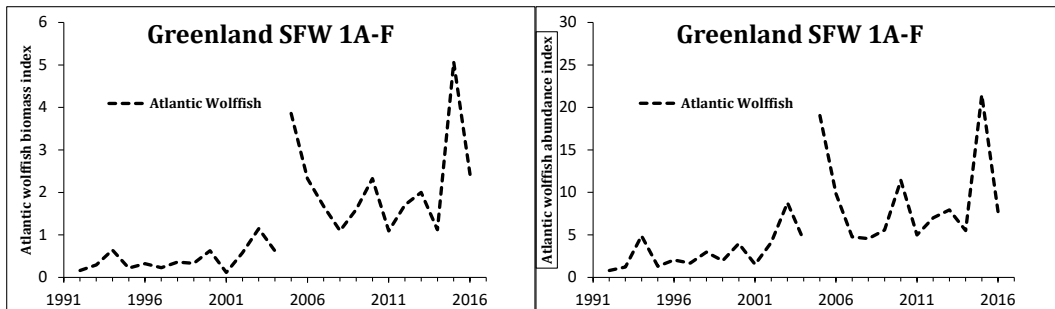 Greenland SFW 1A-F
Atlantic wolffish biomass index
Atlantic Wolffish
6
5
4
3
2
1
0
1991 1996 2001 2006 2011 2016
Greenland SFW 1A-F
Atlantic wolffish abundance index
Atlantic Wolffish
30
25
20
15
10
5
0
1991 1996 2001 2006 2011 2016